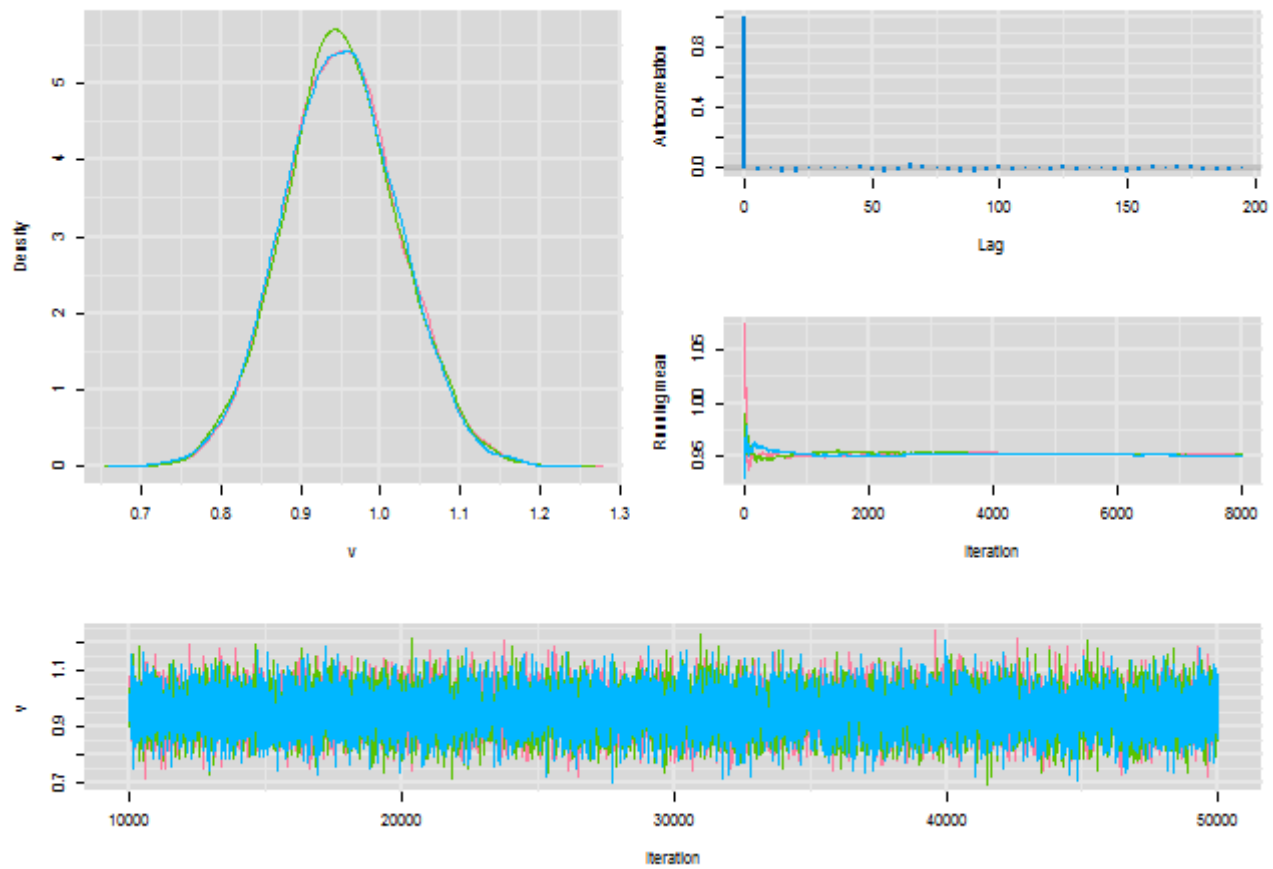 Density
5
4
3
2
1
0
0.7 0.8 0.9 1.0 1.1 1.2 1.3
v
Autocorrelation
0.8
0.4
0.0
0 50 100 150 200
Lag
Running mean
1.05
1.00
0.95
0 2000 4000 6000 8000
Iteration
v
1.1
0.9
0.7
10000 20000 30000 40000 50000
Iteration